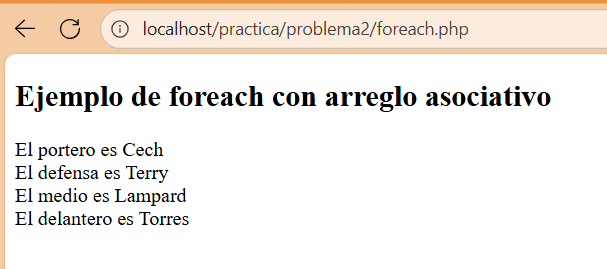 localhost/practica/problema2/foreach.php
Ejemplo de foreach con arreglo asociativo
El portero es Cech
El defensa es Terry
El medio es Lampard
El delantero es Torres